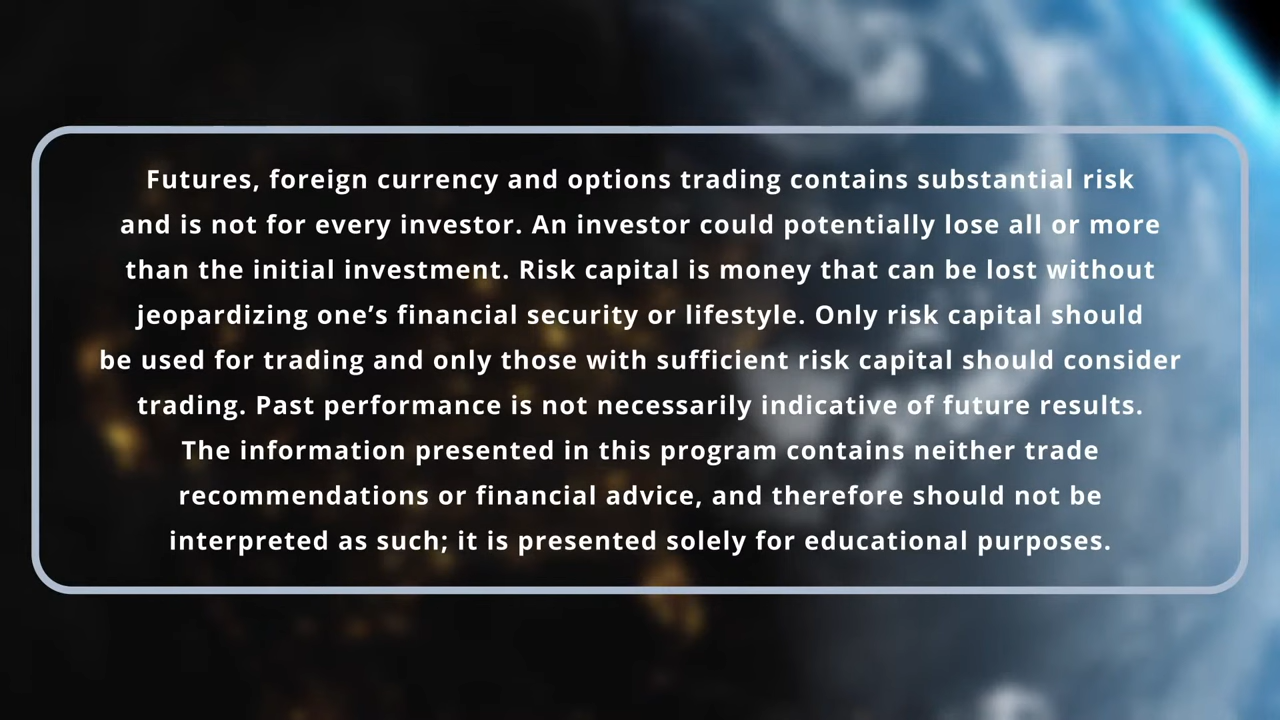 Futures, foreign currency and options trading contains substantial risk
and is not for every investor. An investor could potentially lose all or more
than the initial investment. Risk capital is money that can be lost without
jeopardizing one’s financial security or lifestyle. Only risk capital should
be used for trading and only those with sufficient risk capital should consider
trading. Past performance is not necessarily indicative of future results.
The information presented in this program contains neither trade
recommendations or financial advice, and therefore should not be
interpreted as such; it is presented solely for educational purposes.